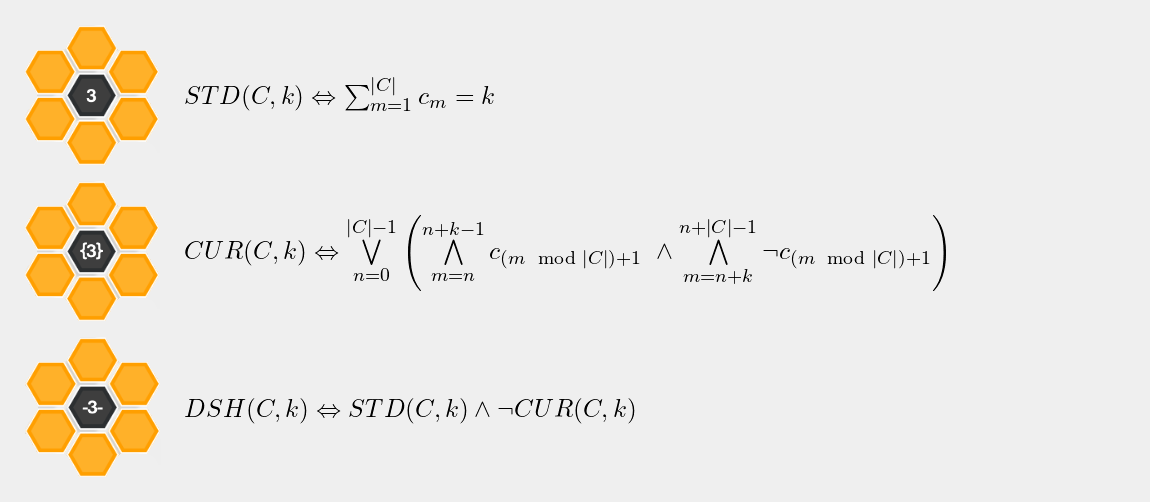 3 STD(C, k) ⇔ ∑_{m=1}^{|C|} c_m = k
{3} CUR(C, k) ⇔ ⋁_{n=0}^{|C|−1} ( ⋀_{m=n}^{n+k−1} c_{(m mod |C|)+1} ∧ ⋀_{m=n+k}^{n+|C|−1} ¬c_{(m mod |C|)+1} )
-3- DSH(C, k) ⇔ STD(C, k) ∧ ¬CUR(C, k)